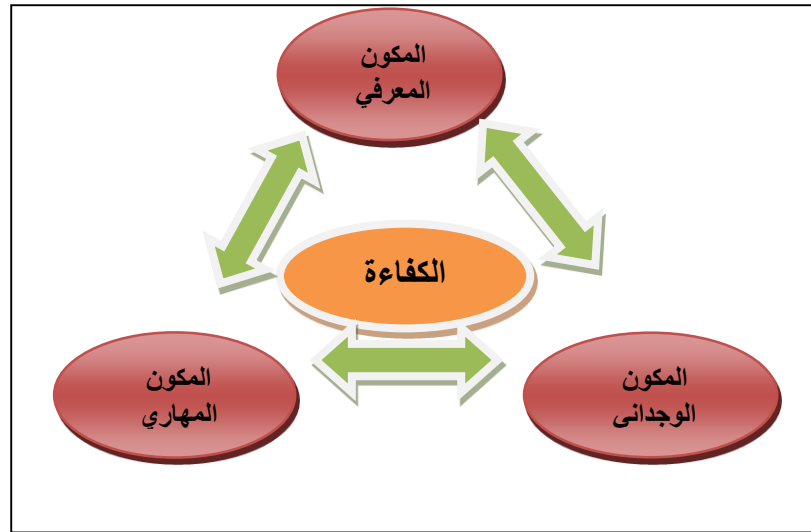 المكون
المعرفي
الكفاءة
المكون
الوجدانى
المكون
المهاري